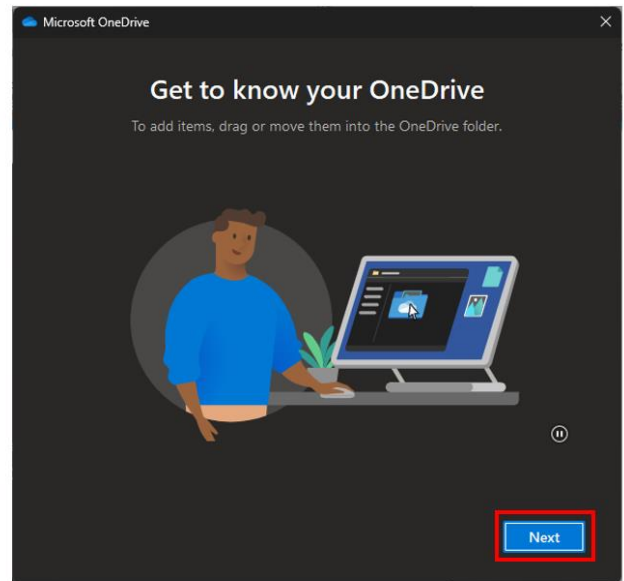 Microsoft OneDrive
Get to know your OneDrive
To add items, drag or move them into the OneDrive folder.
Next